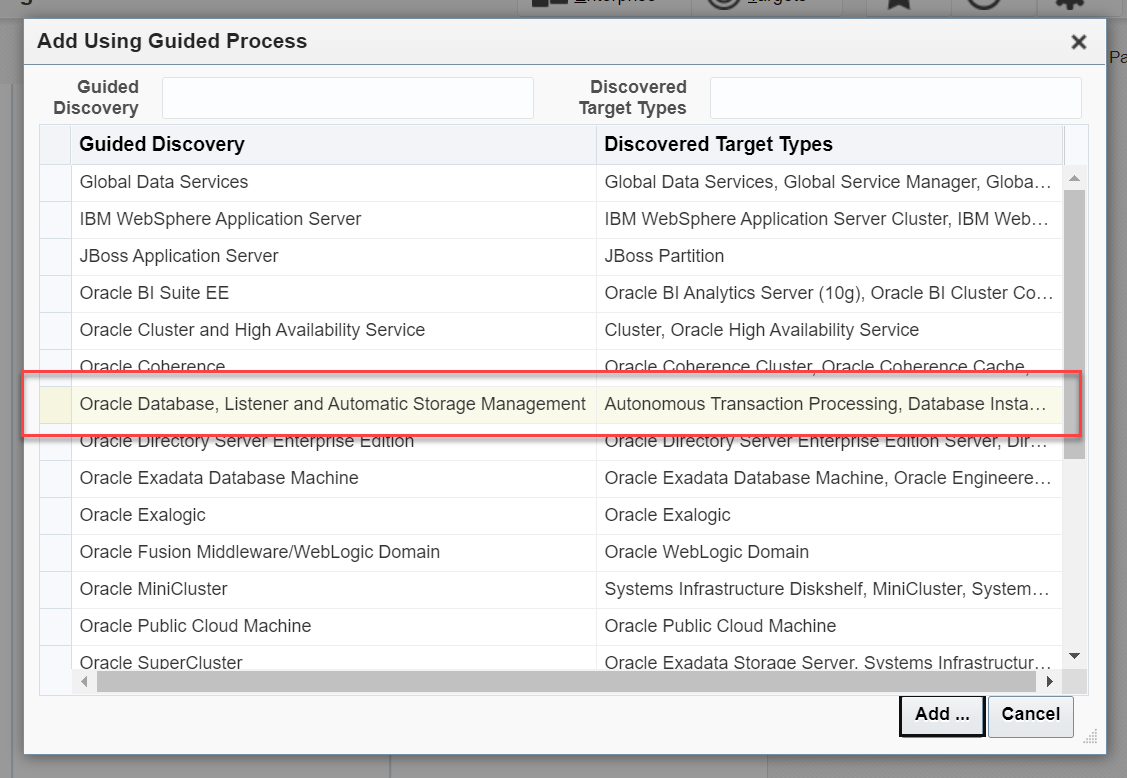 Enterprise Targets
Add Using Guided Process
Pa
Guided
Discovery
Discovered
Target Types
Guided Discovery Discovered Target Types
Global Data Services Global Data Services, Global Service Manager, Globa…
IBM WebSphere Application Server IBM WebSphere Application Server Cluster, IBM Web…
JBoss Application Server JBoss Partition
Oracle BI Suite EE Oracle BI Analytics Server (10g), Oracle BI Cluster Co…
Oracle Cluster and High Availability Service Cluster, Oracle High Availability Service
Oracle Coherence Oracle Coherence Cluster, Oracle Coherence Cache,
Oracle Database, Listener and Automatic Storage Management Autonomous Transaction Processing, Database Insta…
Oracle Directory Server Enterprise Edition Oracle Directory Server Enterprise Edition Server, Dir…
Oracle Exadata Database Machine Oracle Exadata Database Machine, Oracle Engineere…
Oracle Exalogic Oracle Exalogic
Oracle Fusion Middleware/WebLogic Domain Oracle WebLogic Domain
Oracle MiniCluster Systems Infrastructure Diskshelf, MiniCluster, System…
Oracle Public Cloud Machine Oracle Public Cloud Machine
Oracle SuperCluster Oracle Exadata Storage Server, Systems Infrastructur…
Add ... Cancel